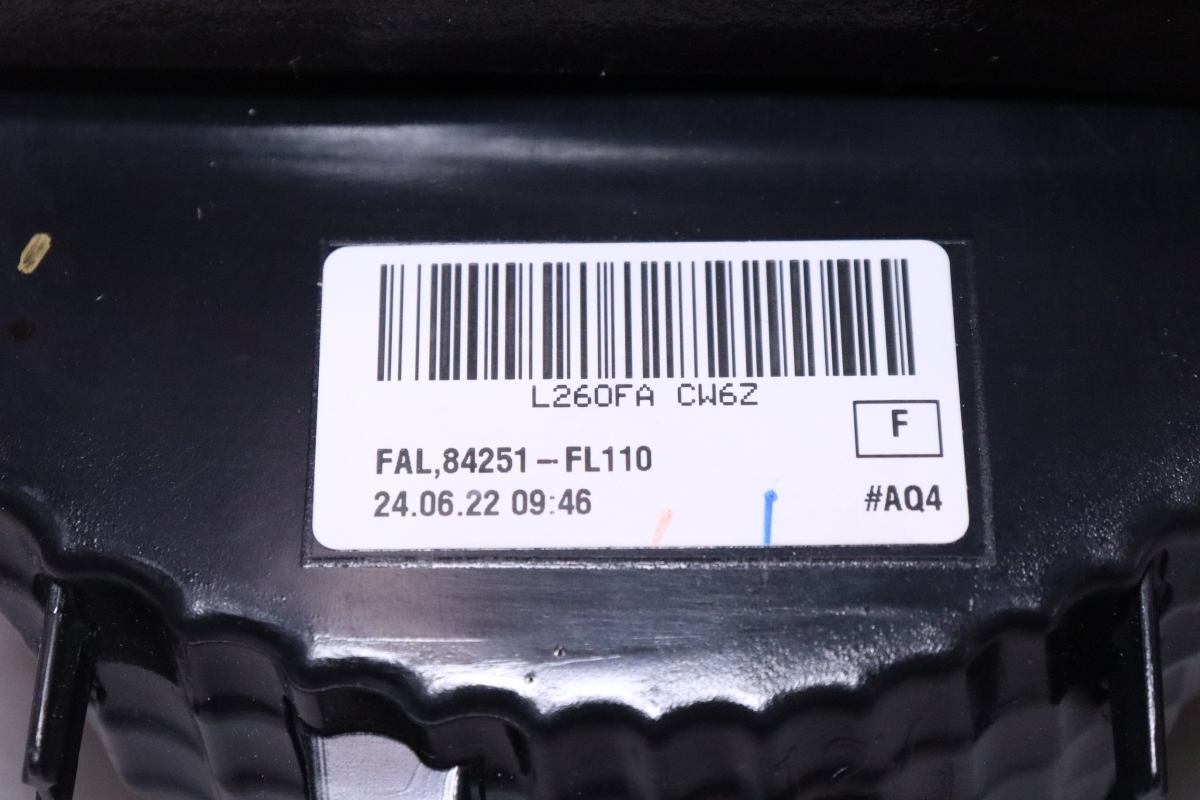 L260FA CW6Z
F
FAL,84251-FL110
24.06.22 09:46
#AQ4